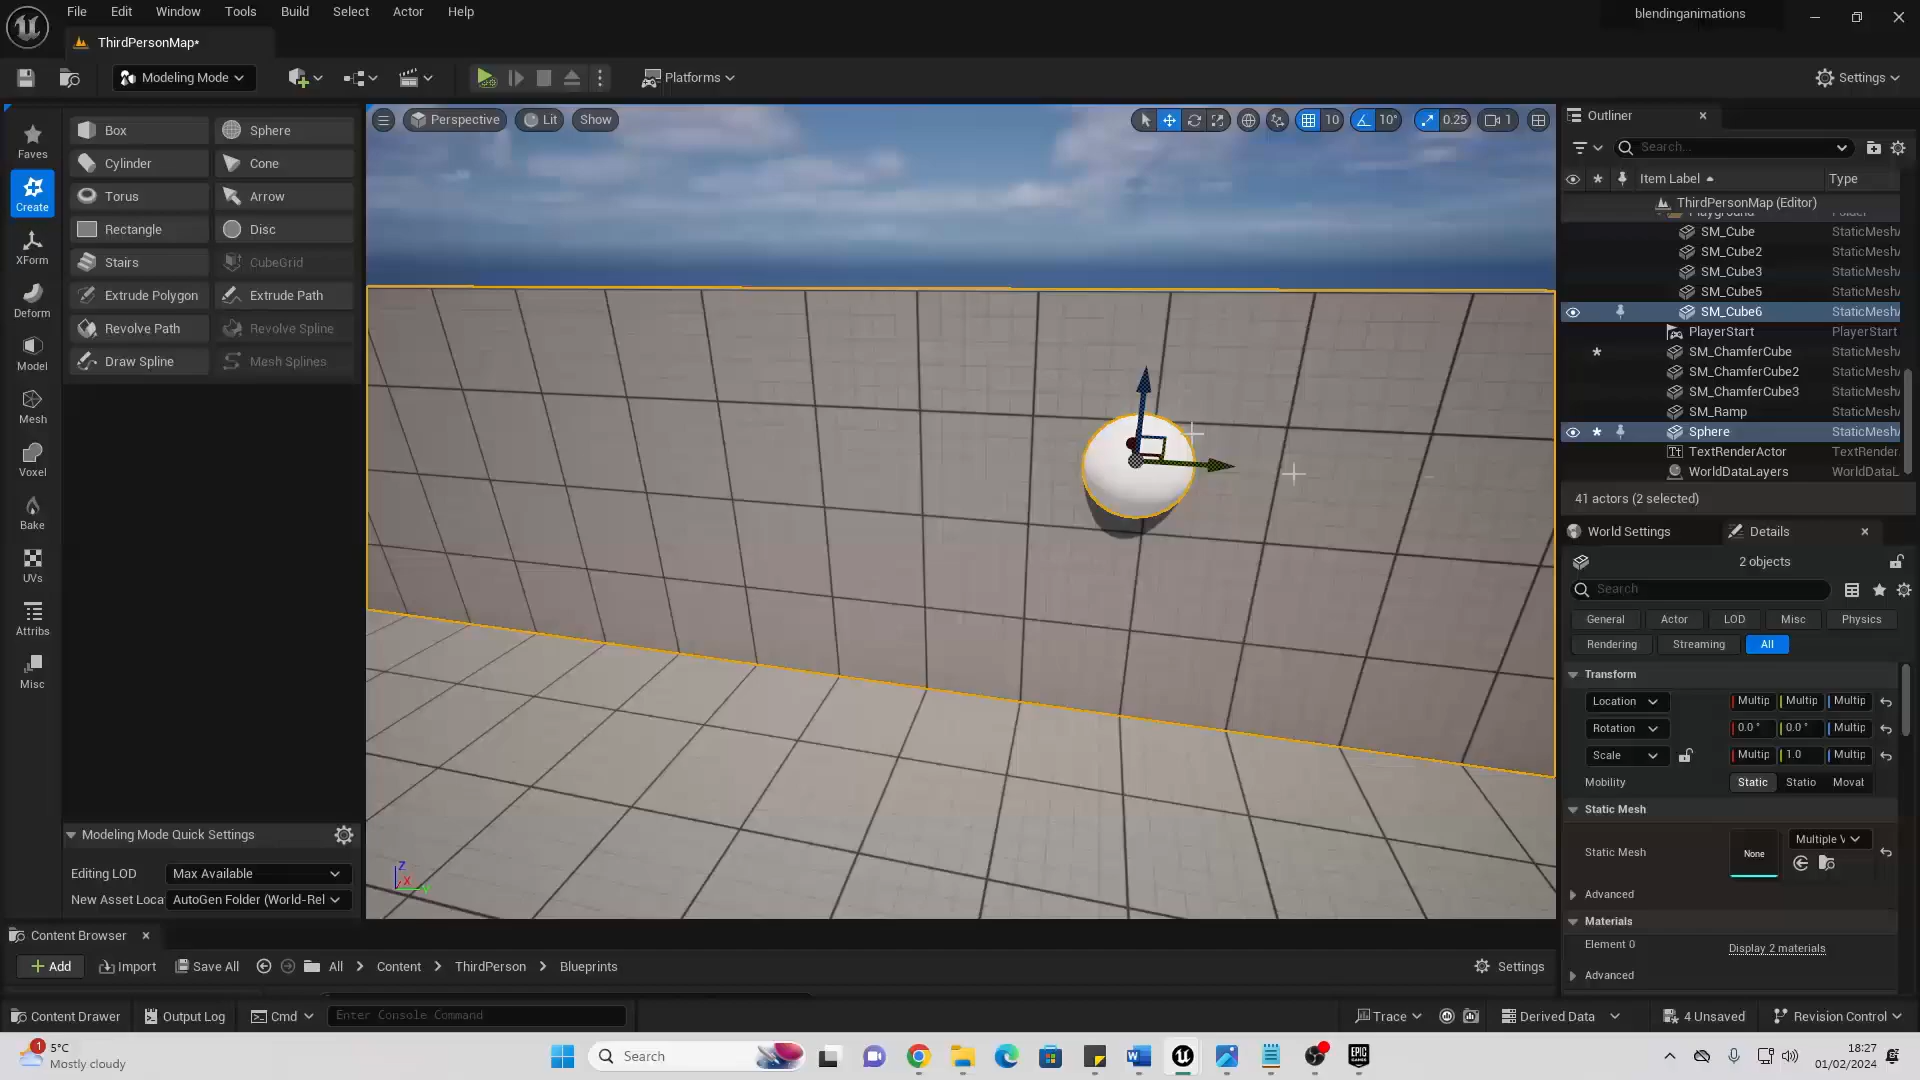 File Edit Window Tools Build Select Actor Help
blendinganimations
ThirdPersonMap*
Modeling Mode
Platforms
Settings
Faves
Create
XForm
Deform
Model
Mesh
Voxel
Bake
UVs
Attribs
Misc
Box Sphere
Cylinder Cone
Torus Arrow
Rectangle Disc
Stairs CubeGrid
Extrude Polygon Extrude Path
Revolve Path Revolve Spline
Draw Spline Mesh Splines
Modeling Mode Quick Settings
Editing LOD Max Available
New Asset Loca AutoGen Folder (World-Rel
Perspective Lit Show
10 10° 0.25 1
Z
X
Y
Outliner
Search...
Item Label Type
ThirdPersonMap (Editor)
Playground Folder
SM_Cube StaticMesh
SM_Cube2 StaticMesh
SM_Cube3 StaticMesh
SM_Cube5 StaticMesh
SM_Cube6 StaticMesh
PlayerStart PlayerStart
SM_ChamferCube StaticMesh
SM_ChamferCube2 StaticMesh
SM_ChamferCube3 StaticMesh
SM_Ramp StaticMesh
Sphere StaticMesh
TextRenderActor TextRender
WorldDataLayers WorldDataL
41 actors (2 selected)
World Settings Details
2 objects
Search
General Actor LOD Misc Physics
Rendering Streaming All
Transform
Location Multip Multip Multip
Rotation 0.0 ° 0.0 ° Multip
Scale Multip 1.0 Multip
Mobility Static Statio Moval
Static Mesh
Static Mesh None Multiple V
Advanced
Materials
Element 0 Display 2 materials
Advanced
Content Browser
Add Import Save All All Content ThirdPerson Blueprints Settings
Content Drawer Output Log Cmd Enter Console Command Trace Derived Data 4 Unsaved Revision Control
1
5°C
Mostly cloudy
Search
EPIC
GAMES
18:27
01/02/2024